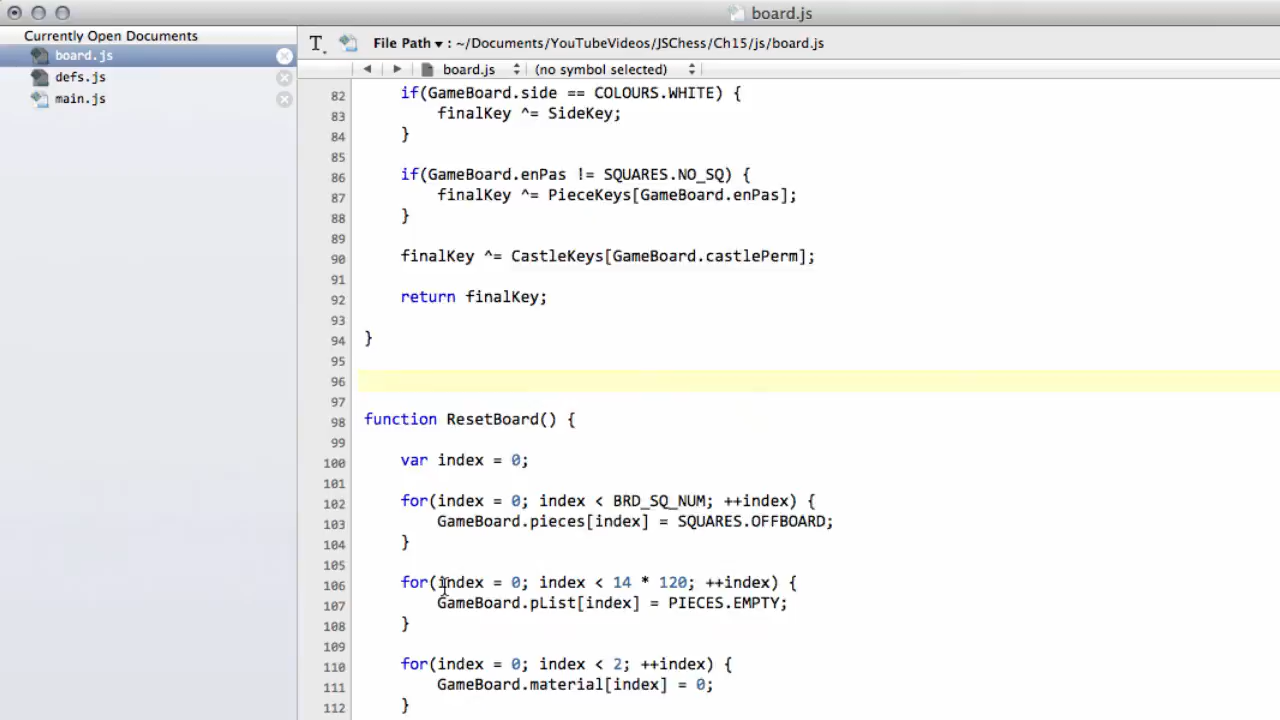 board.js
Currently Open Documents
board.js
defs.js
main.js
T File Path : ~/Documents/YouTubeVideos/JSChess/Ch15/js/board.js
board.js (no symbol selected)
82 if(GameBoard.side == COLOURS.WHITE) {
83 finalKey ^= SideKey;
84 }
85
86 if(GameBoard.enPas != SQUARES.NO_SQ) {
87 finalKey ^= PieceKeys[GameBoard.enPas];
88 }
89
90 finalKey ^= CastleKeys[GameBoard.castlePerm];
91
92 return finalKey;
93
94 }
95
96
97
98 function ResetBoard() {
99
100 var index = 0;
101
102 for(index = 0; index < BRD_SQ_NUM; ++index) {
103 GameBoard.pieces[index] = SQUARES.OFFBOARD;
104 }
105
106 for(index = 0; index < 14 * 120; ++index) {
107 GameBoard.pList[index] = PIECES.EMPTY;
108 }
109
110 for(index = 0; index < 2; ++index) {
111 GameBoard.material[index] = 0;
112 }